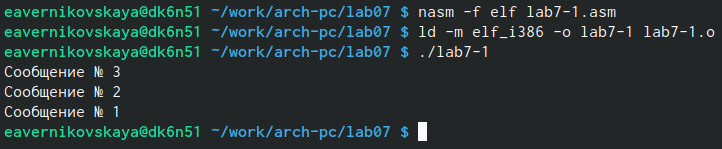 eavernikovskaya@dk6n51 ~/work/arch-pc/lab07 $ nasm -f elf lab7-1.asm
eavernikovskaya@dk6n51 ~/work/arch-pc/lab07 $ ld -m elf_i386 -o lab7-1 lab7-1.o
eavernikovskaya@dk6n51 ~/work/arch-pc/lab07 $ ./lab7-1
Сообщение № 3
Сообщение № 2
Сообщение № 1
eavernikovskaya@dk6n51 ~/work/arch-pc/lab07 $